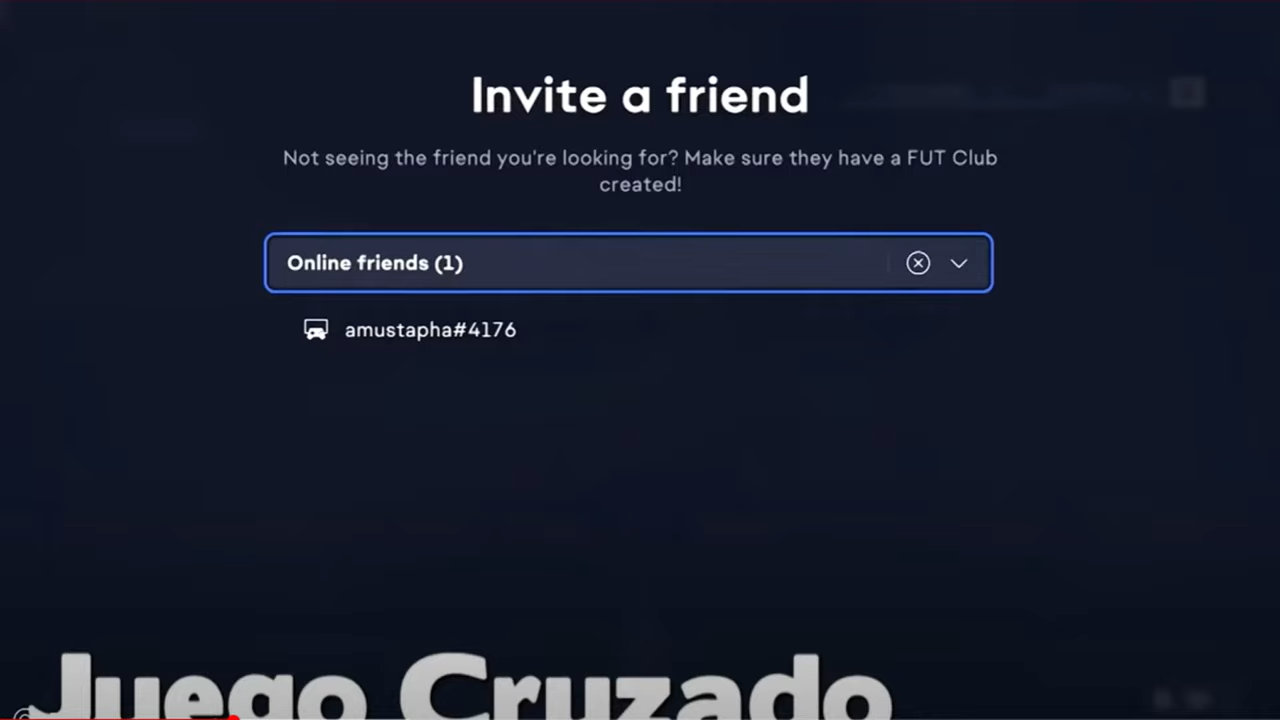 Invite a friend
Not seeing the friend you're looking for? Make sure they have a FUT Club
created!
Online friends (1)
amustapha#4176
Juego Cruzado